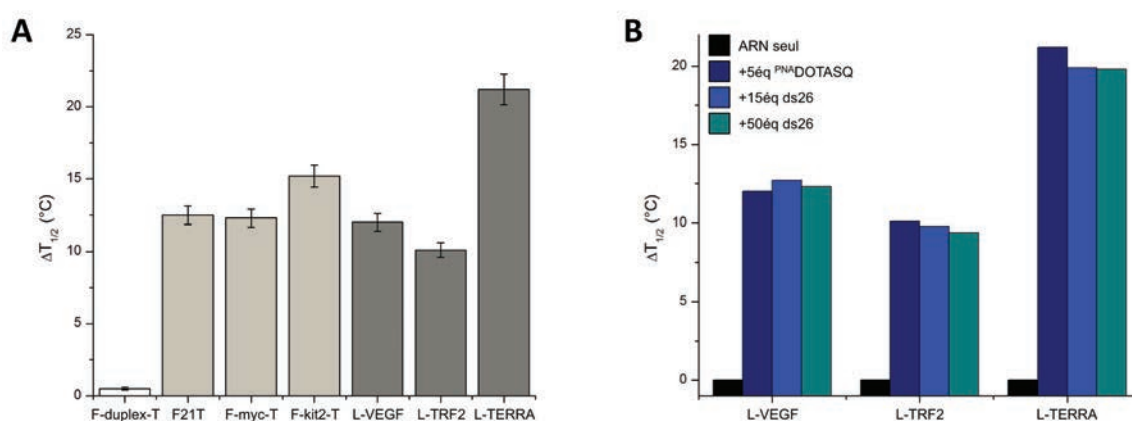 A
25
20
15
10
5
0
ΔT1/2 (°C)
F-duplex-T F21T F-myc-T F-kit2-T L-VEGF L-TRF2 L-TERRA
B
ARN seul
+5éq PNADOTASQ
+15éq ds26
+50éq ds26
20
15
10
5
0
ΔT1/2 (°C)
L-VEGF L-TRF2 L-TERRA